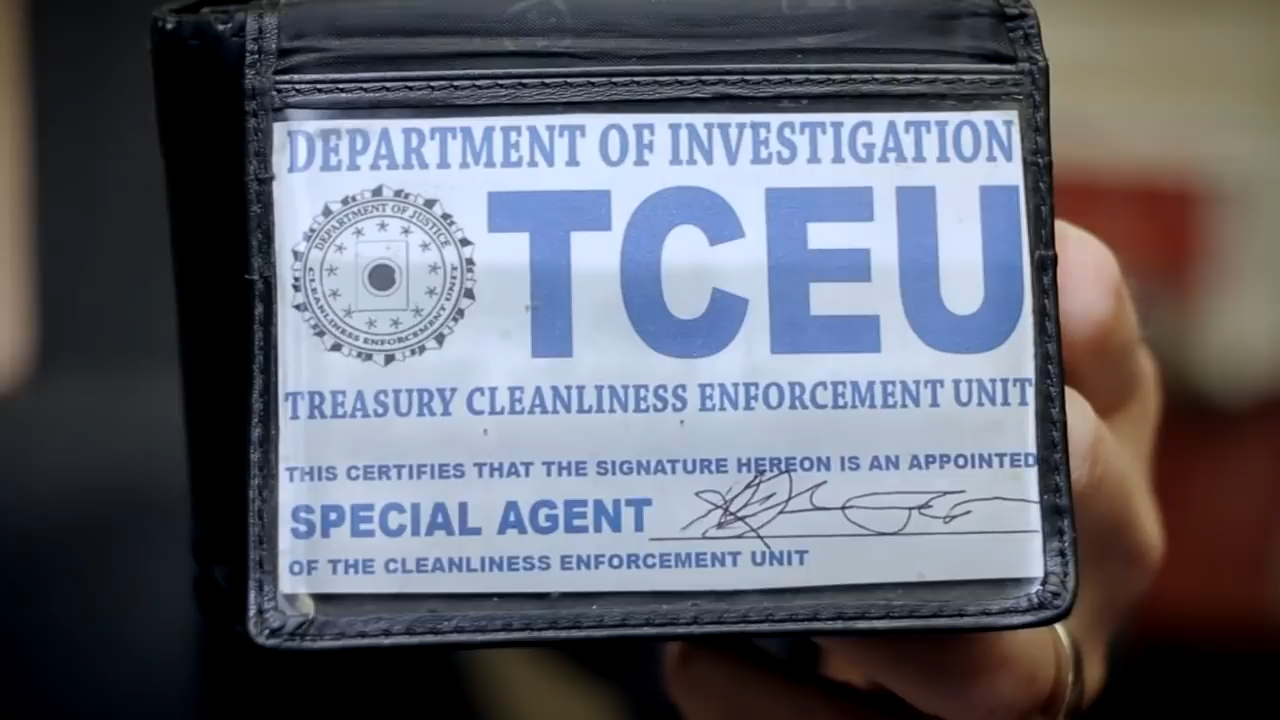 DEPARTMENT OF INVESTIGATION
DEPARTMENT OF JUSTICE
CLEANLINESS ENFORCEMENT UNIT
TCEU
TREASURY CLEANLINESS ENFORCEMENT UNIT
THIS CERTIFIES THAT THE SIGNATURE HEREON IS AN APPOINTED
SPECIAL AGENT
OF THE CLEANLINESS ENFORCEMENT UNIT